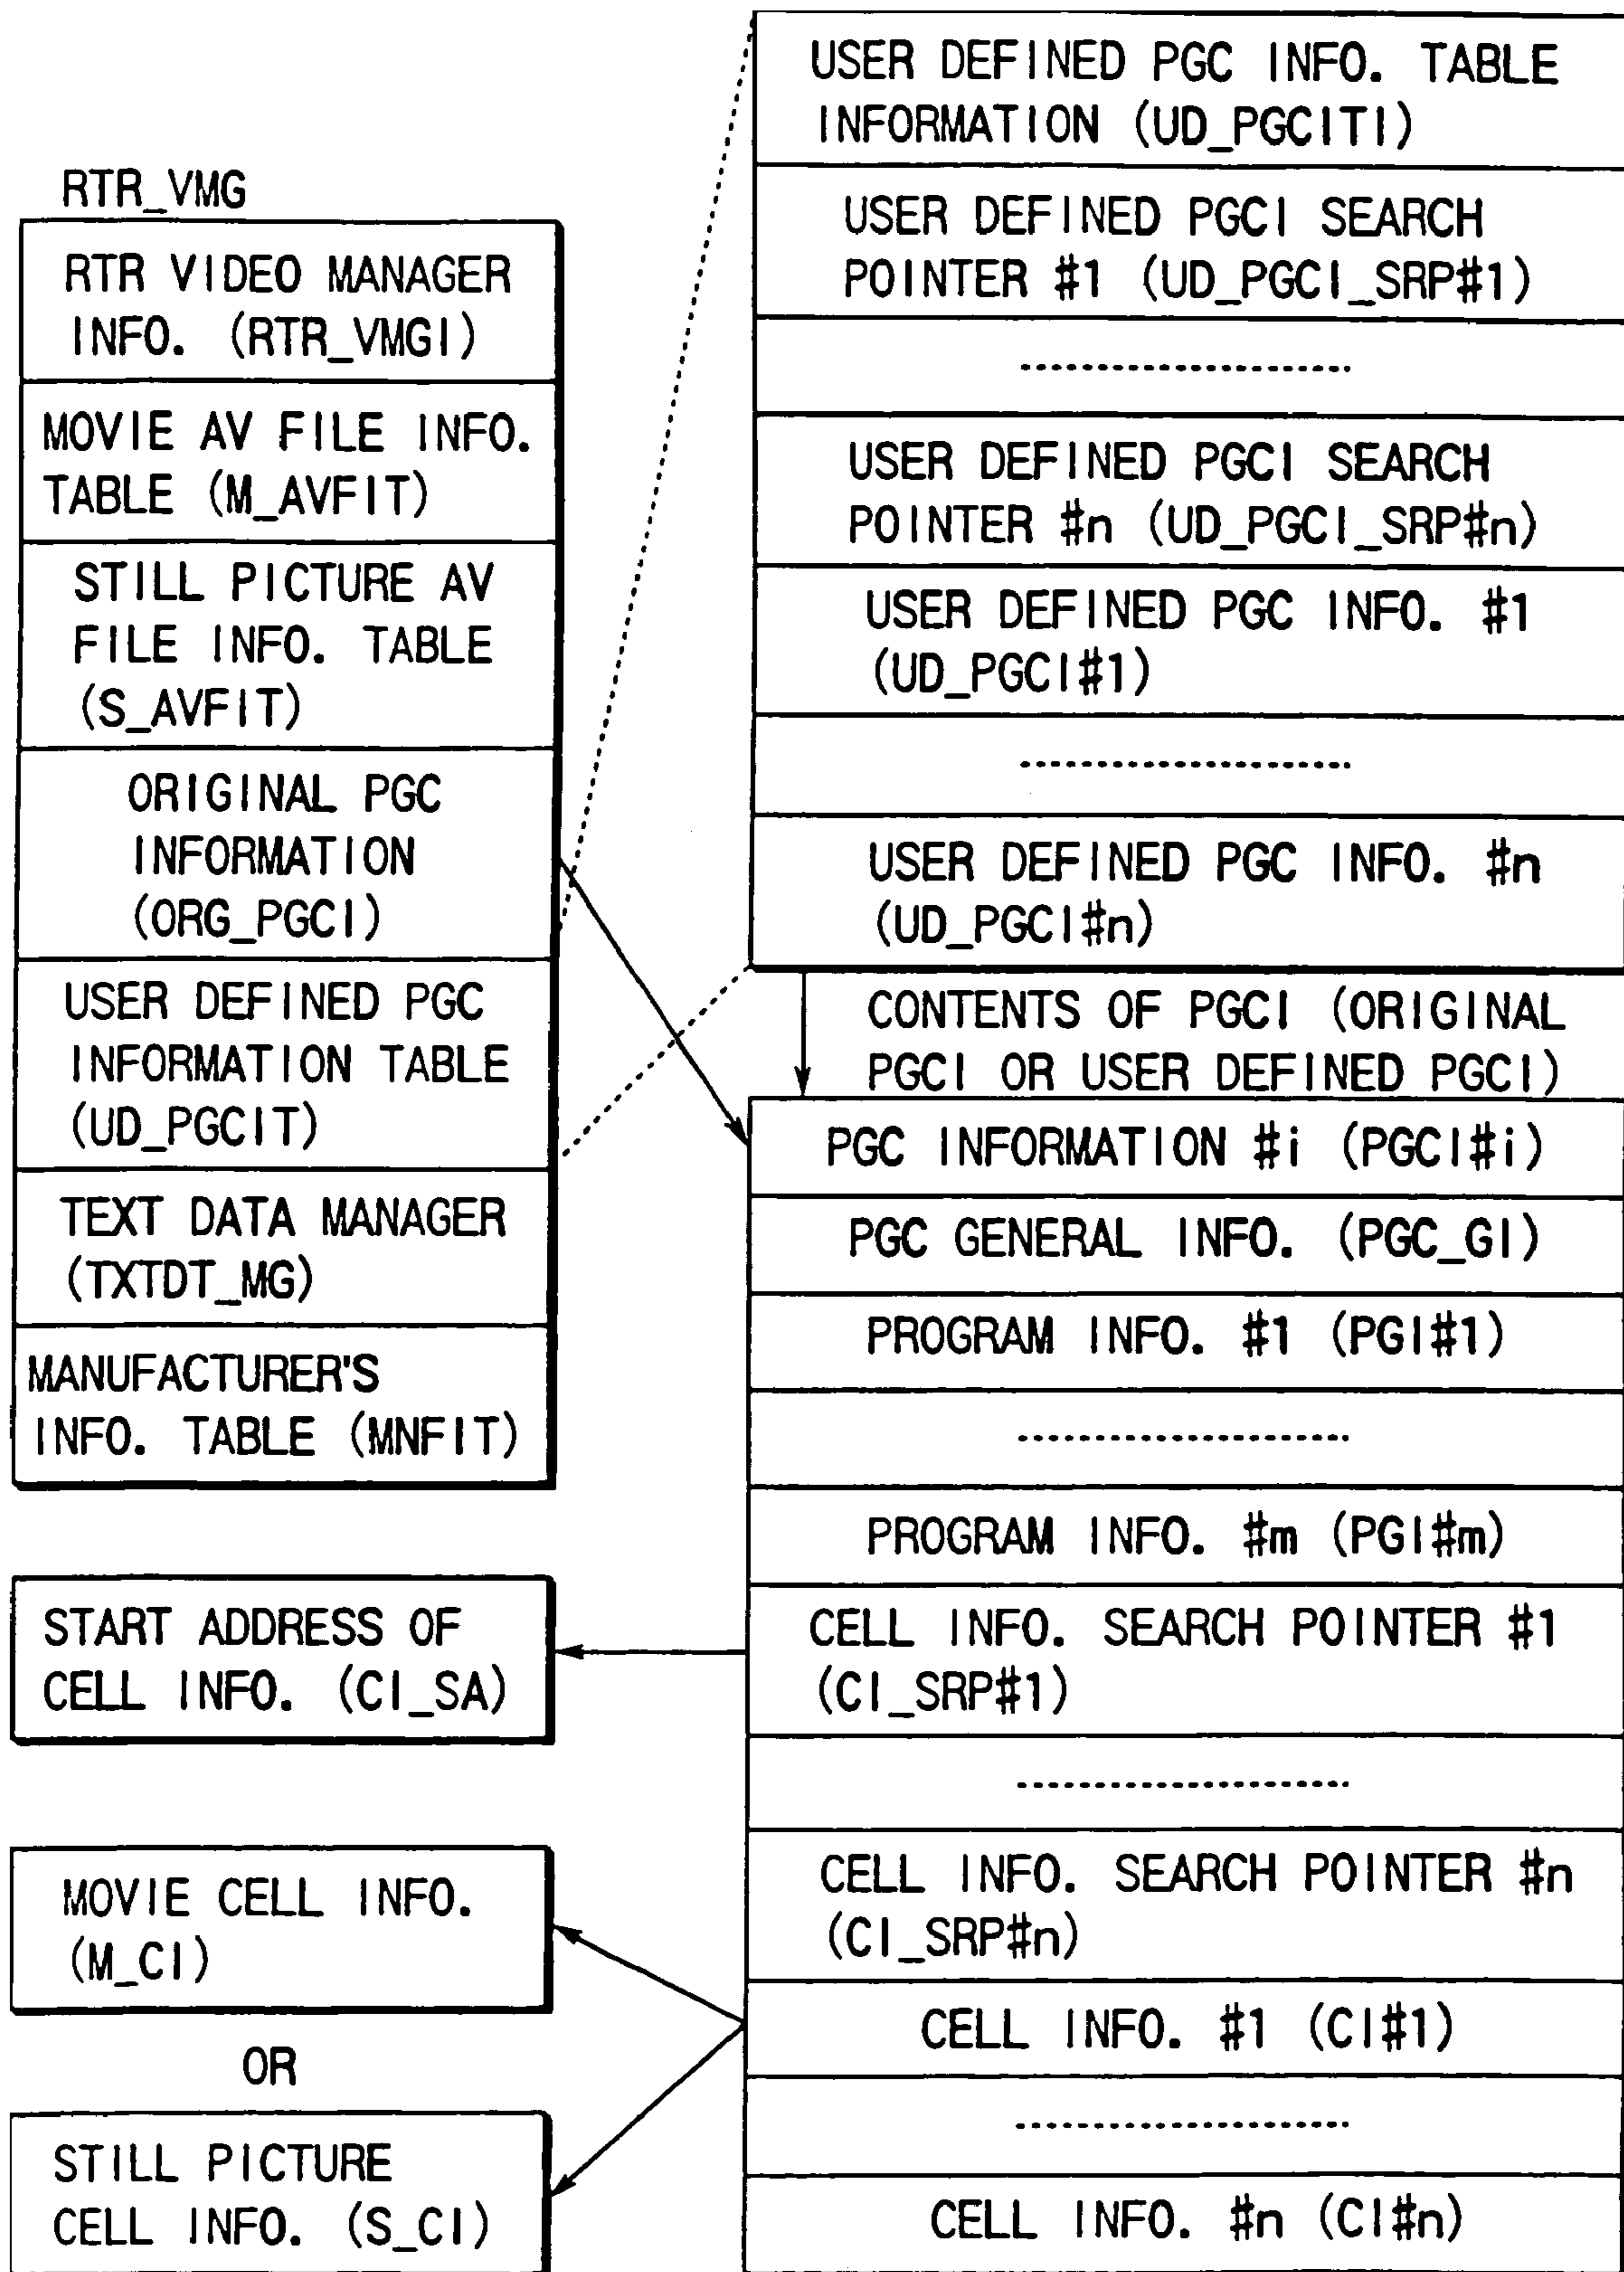 RTR_VMG
RTR VIDEO MANAGER
INFO. (RTR_VMGI)
MOVIE AV FILE INFO.
TABLE (M_AVFIT)
STILL PICTURE AV
FILE INFO. TABLE
(S_AVFIT)
ORIGINAL PGC
INFORMATION
(ORG_PGCI)
USER DEFINED PGC
INFORMATION TABLE
(UD_PGCIT)
TEXT DATA MANAGER
(TXTDT_MG)
MANUFACTURER'S
INFO. TABLE (MNFIT)
START ADDRESS OF
CELL INFO. (CI_SA)
MOVIE CELL INFO.
(M_CI)
OR
STILL PICTURE
CELL INFO. (S_CI)
USER DEFINED PGC INFO. TABLE
INFORMATION (UD_PGCITI)
USER DEFINED PGCI SEARCH
POINTER #1 (UD_PGCI_SRP#1)
USER DEFINED PGCI SEARCH
POINTER #n (UD_PGCI_SRP#n)
USER DEFINED PGC INFO. #1
(UD_PGCI#1)
USER DEFINED PGC INFO. #n
(UD_PGCI#n)
CONTENTS OF PGCI (ORIGINAL
PGCI OR USER DEFINED PGCI)
PGC INFORMATION #i (PGCI#i)
PGC GENERAL INFO. (PGC_GI)
PROGRAM INFO. #1 (PGI#1)
PROGRAM INFO. #m (PGI#m)
CELL INFO. SEARCH POINTER #1
(CI_SRP#1)
CELL INFO. SEARCH POINTER #n
(CI_SRP#n)
CELL INFO. #1 (CI#1)
CELL INFO. #n (CI#n)